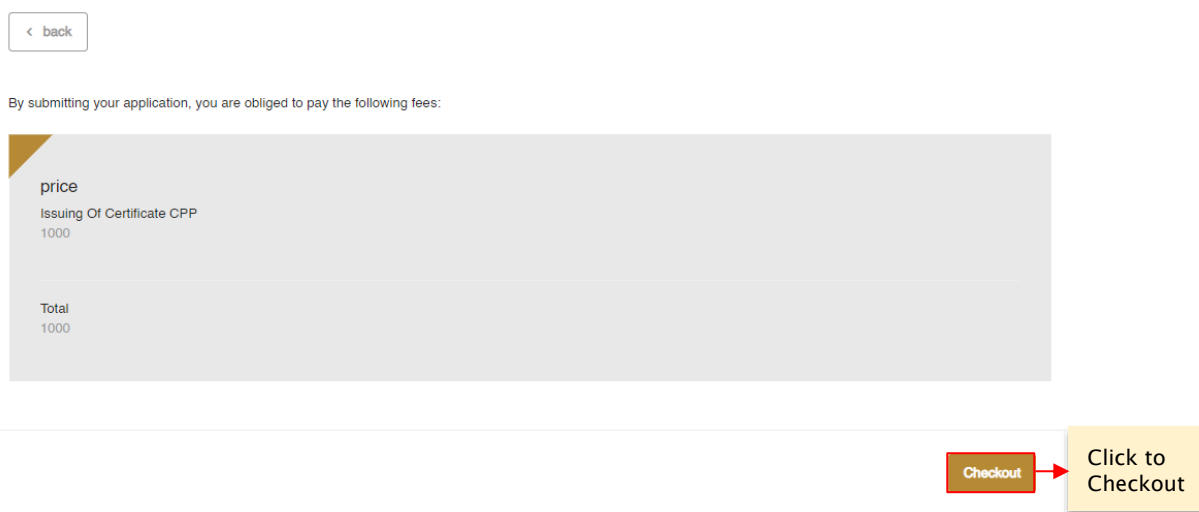 back
By submitting your application, you are obliged to pay the following fees:
price
Issuing Of Certificate CPP
1000
Total
1000
Checkout
Click to
Checkout